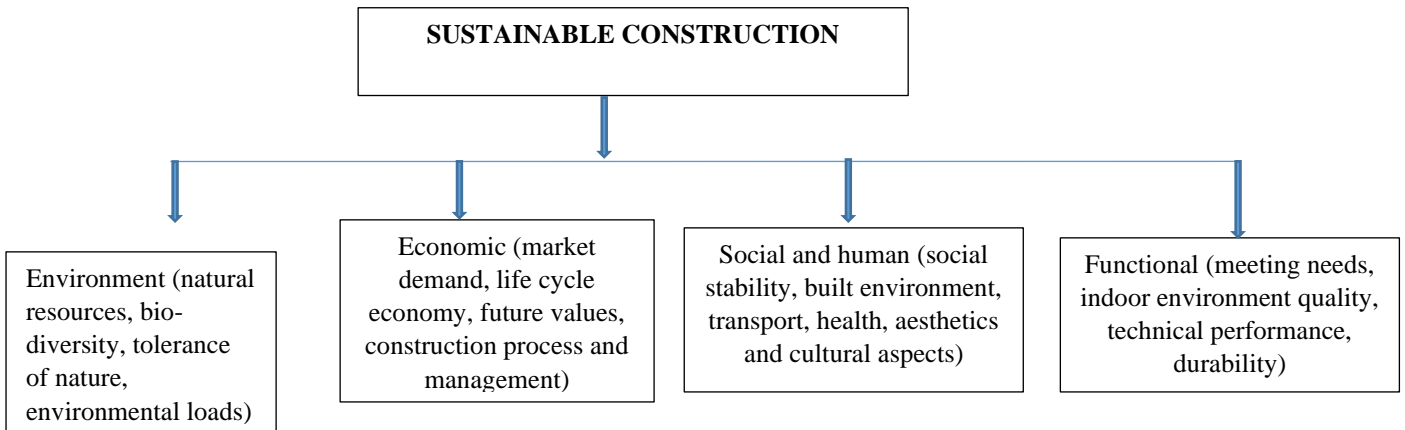 SUSTAINABLE CONSTRUCTION
Environment (natural
resources, bio-
diversity, tolerance
of nature,
environmental loads)
Economic (market
demand, life cycle
economy, future values,
construction process and
management)
Social and human (social
stability, built environment,
transport, health, aesthetics
and cultural aspects)
Functional (meeting needs,
indoor environment quality,
technical performance,
durability)